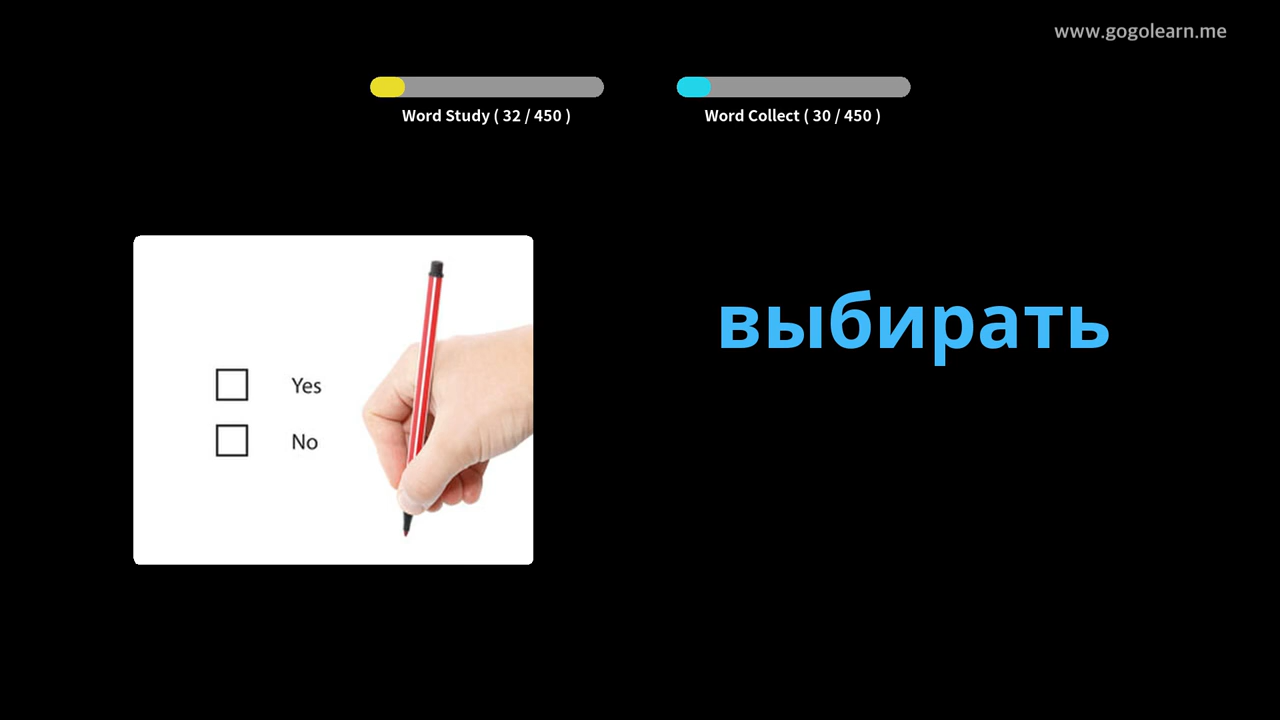 www.gogolearn.me
Word Study ( 32 / 450 )
Word Collect ( 30 / 450 )
выбирать
Yes
No